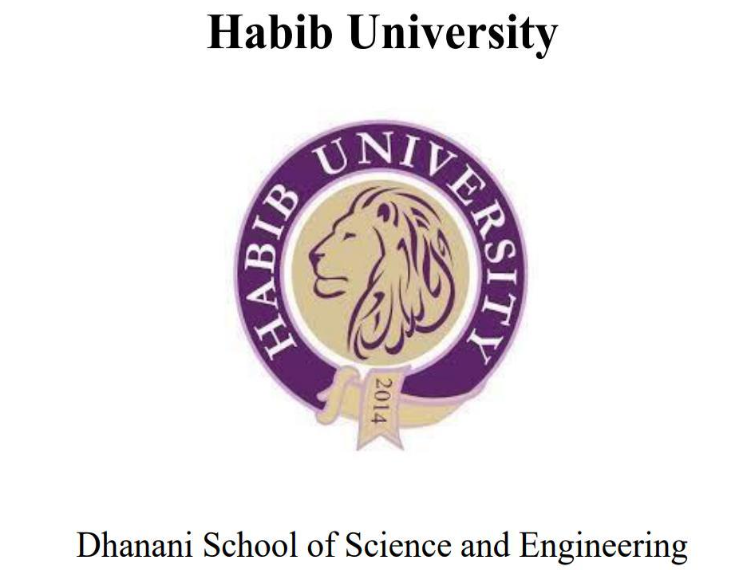 Habib University
HABIB UNIVERSITY
2014
Dhanani School of Science and Engineering